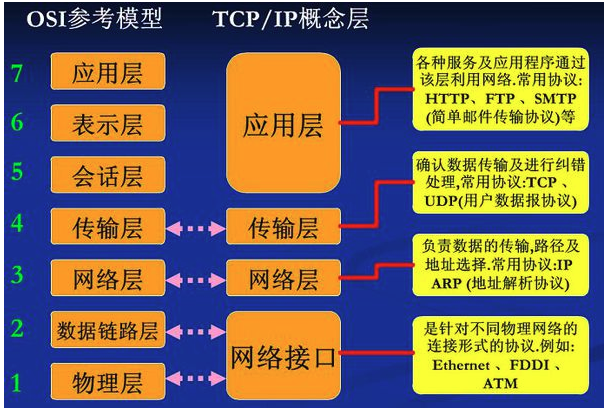 OSI参考模型
TCP/IP概念层
7
应用层
6
表示层
5
会话层
4
传输层
3
网络层
2
数据链路层
1
物理层
应用层
传输层
网络层
网络接口
各种服务及应用程序通过
该层利用网络.常用协议:
HTTP、FTP 、SMTP
(简单邮件传输协议)等
确认数据传输及进行纠错
处理,常用协议:TCP 、
UDP(用户数据报协议)
负责数据的传输,路径及
地址选择.常用协议:IP
ARP (地址解析协议)
是针对不同物理网络的
连接形式的协议.例如:
Ethernet 、FDDI 、
ATM